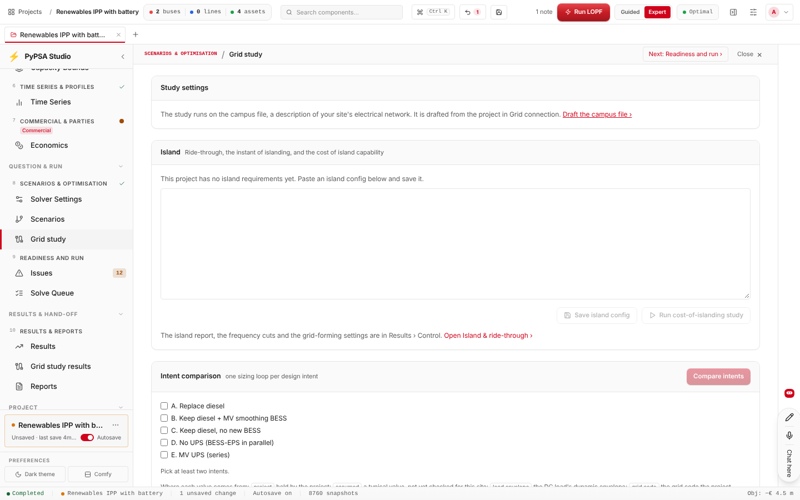 Projects / Renewables IPP with battery
2 buses 0 lines 4 assets
Search components...
Ctrl K
1
1 note
Run LOPF
Guided Expert
Optimal
A
Renewables IPP with batt...
PyPSA Studio
SCENARIOS & OPTIMISATION / Grid study
Next: Readiness and run ›
Close ×
6 TIME SERIES & PROFILES
Time Series
7 COMMERCIAL & PARTIES
Commercial
Economics
QUESTION & RUN
8 SCENARIOS & OPTIMISATION
Solver Settings
Scenarios
Grid study
9 READINESS AND RUN
Issues 12
Solve Queue
RESULTS & HAND-OFF
10 RESULTS & REPORTS
Results
Grid study results
Reports
PROJECT
Renewables IPP with b...
Unsaved · last save 4m... Autosave
PREFERENCES
Dark theme Comfy
Study settings
The study runs on the campus file, a description of your site's electrical network. It is drafted from the project in Grid connection. Draft the campus file ›
Island Ride-through, the instant of islanding, and the cost of island capability
This project has no island requirements yet. Paste an island config below and save it.
Save island config
Run cost-of-islanding study
The island report, the frequency cuts and the grid-forming settings are in Results › Control. Open Island & ride-through ›
Intent comparison one sizing loop per design intent
Compare intents
A. Replace diesel
B. Keep diesel + MV smoothing BESS
C. Keep diesel, no new BESS
D. No UPS (BESS-EPS in parallel)
E. MV UPS (series)
Pick at least two intents.
Chat here
Completed Renewables IPP with battery 1 unsaved change Autosave on 8760 snapshots
Obj: −€ 4.5